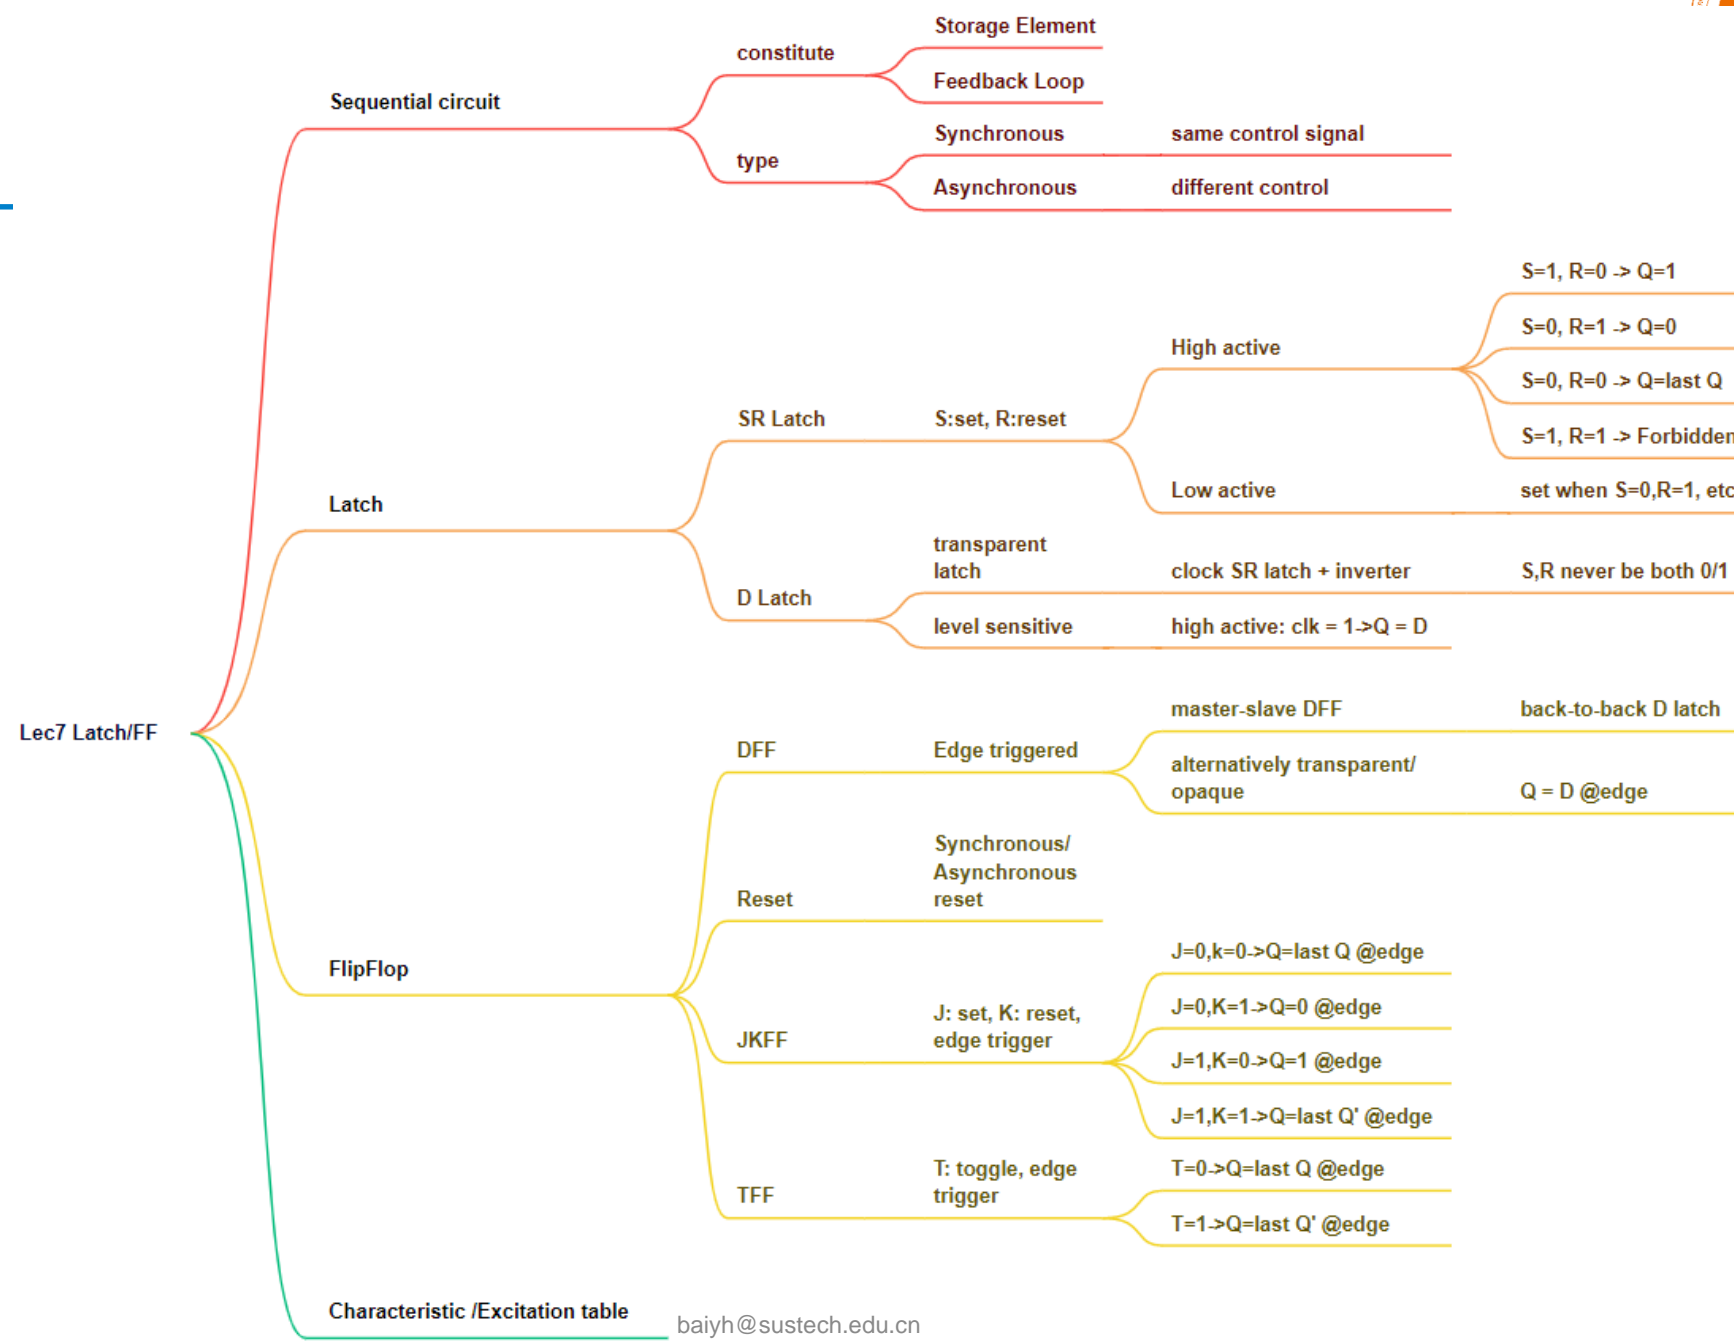 Storage Element
constitute
Feedback Loop
Sequential circuit
Synchronous
same control signal
type
Asynchronous
different control
S=1, R=0 -> Q=1
S=0, R=1 -> Q=0
High active
S=0, R=0 -> Q=last Q
SR Latch
S:set, R:reset
S=1, R=1 -> Forbidden
Low active
set when S=0,R=1, etc
Latch
transparent
latch
clock SR latch + inverter
S,R never be both 0/1
D Latch
level sensitive
high active: clk = 1->Q = D
Lec7 Latch/FF
master-slave DFF
back-to-back D latch
DFF
Edge triggered
alternatively transparent/
opaque
Q = D @edge
Synchronous/
Asynchronous
reset
Reset
FlipFlop
J=0,k=0->Q=last Q @edge
J=0,K=1->Q=0 @edge
J: set, K: reset,
edge trigger
JKFF
J=1,K=0->Q=1 @edge
J=1,K=1->Q=last Q' @edge
T: toggle, edge
trigger
TFF
T=0->Q=last Q @edge
T=1->Q=last Q' @edge
Characteristic /Excitation table
baiyh@sustech.edu.cn